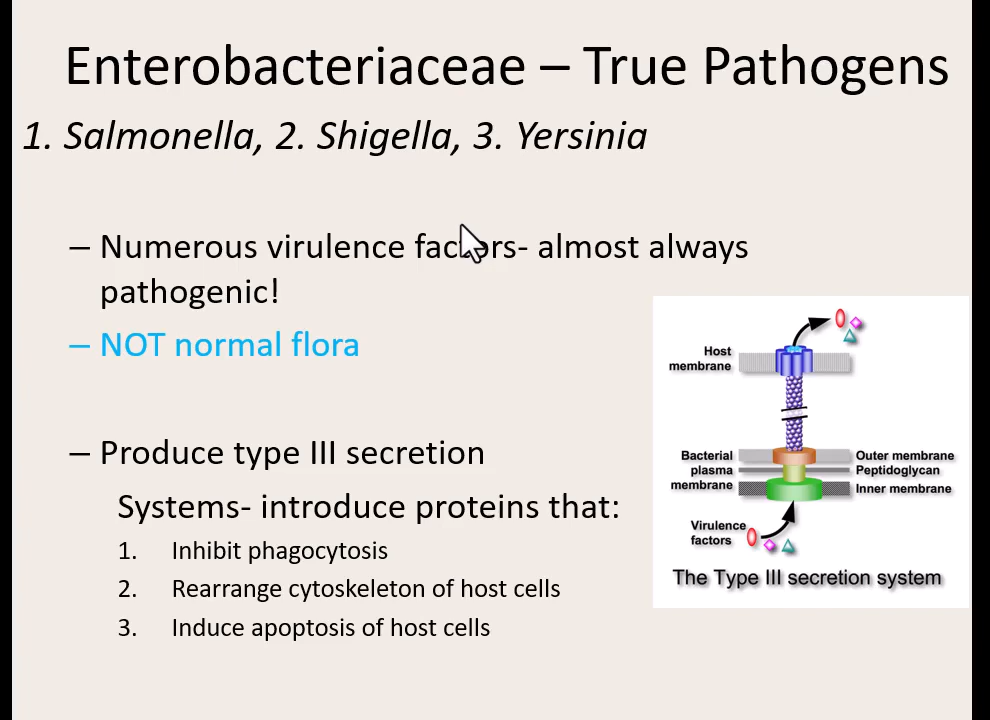 Enterobacteriaceae – True Pathogens
1. Salmonella, 2. Shigella, 3. Yersinia
– Numerous virulence factors- almost always
pathogenic!
– NOT normal flora
– Produce type III secretion
Systems- introduce proteins that:
1. Inhibit phagocytosis
2. Rearrange cytoskeleton of host cells
3. Induce apoptosis of host cells
Host
membrane
Bacterial
plasma
membrane
Outer membrane
Peptidoglycan
Inner membrane
Virulence
factors
The Type III secretion system